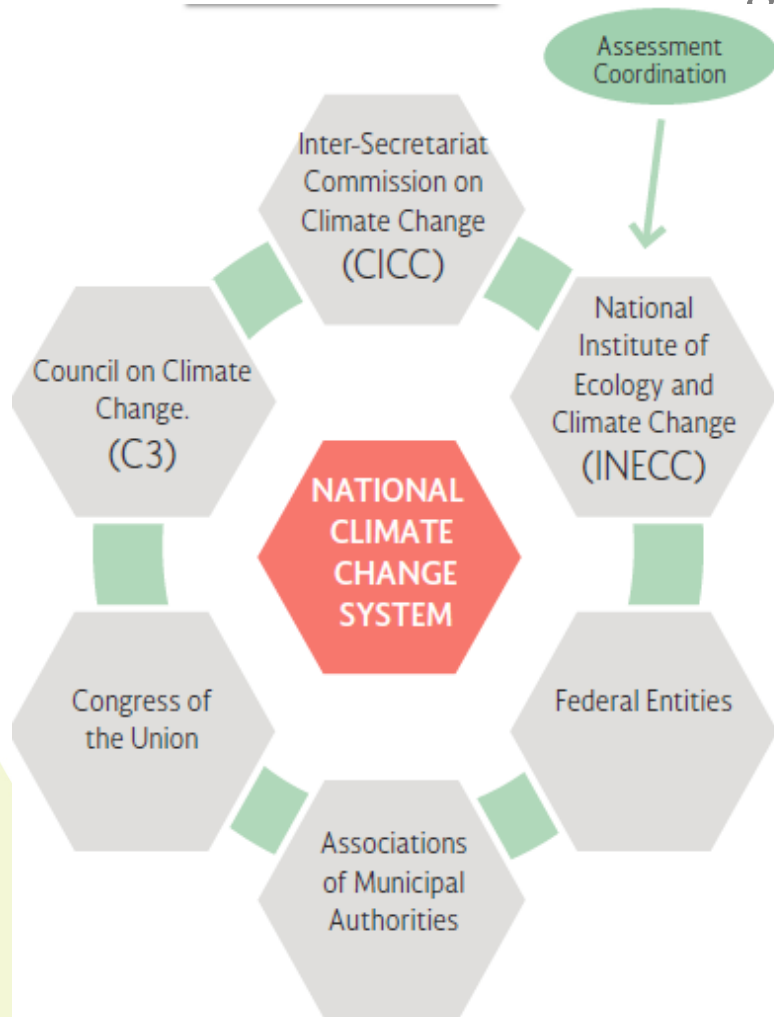 Assessment
Coordination
Inter-Secretariat
Commission on
Climate Change
(CICC)
National
Institute of
Ecology and
Climate Change
(INECC)
Council on Climate
Change.
(C3)
NATIONAL
CLIMATE
CHANGE
SYSTEM
Congress of
the Union
Federal Entities
Associations
of Municipal
Authorities